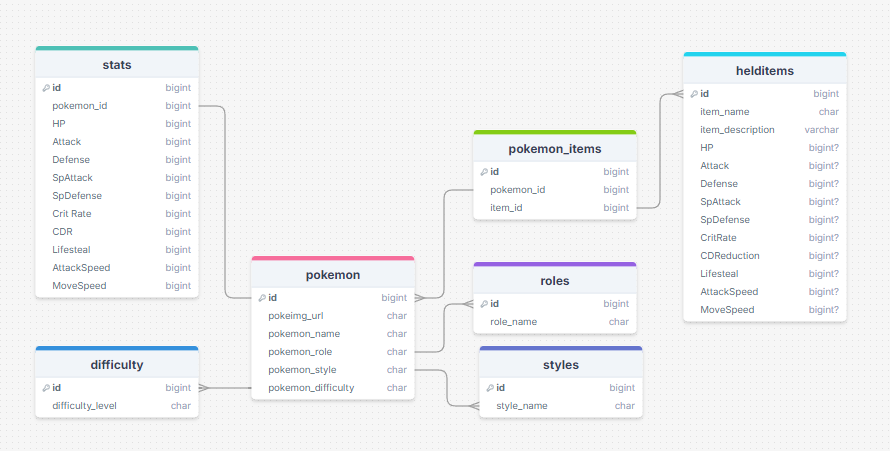 stats
id bigint
pokemon_id bigint
HP bigint
Attack bigint
Defense bigint
SpAttack bigint
SpDefense bigint
Crit Rate bigint
CDR bigint
Lifesteal bigint
AttackSpeed bigint
MoveSpeed bigint
difficulty
id bigint
difficulty_level char
pokemon
id bigint
pokeimg_url char
pokemon_name char
pokemon_role char
pokemon_style char
pokemon_difficulty char
pokemon_items
id bigint
pokemon_id bigint
item_id bigint
roles
id bigint
role_name char
styles
id bigint
style_name char
helditems
id bigint
item_name char
item_description varchar
HP bigint?
Attack bigint?
Defense bigint?
SpAttack bigint?
SpDefense bigint?
CritRate bigint?
CDReduction bigint?
Lifesteal bigint?
AttackSpeed bigint?
MoveSpeed bigint?